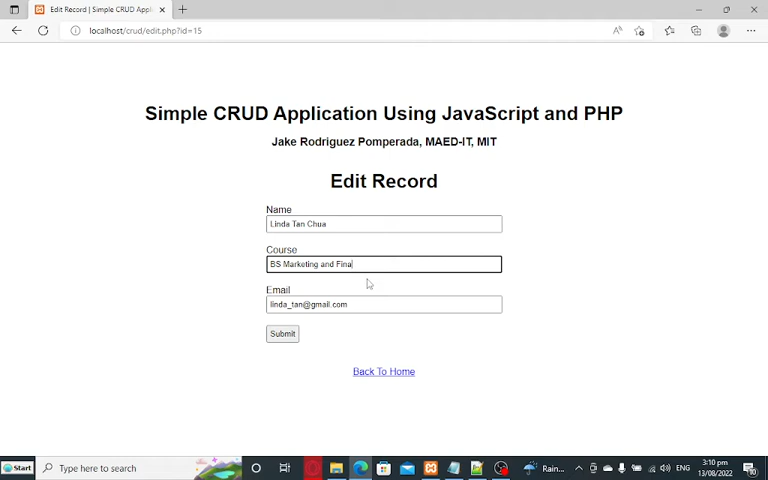 Edit Record | Simple CRUD Appli
localhost/crud/edit.php?id=15
Simple CRUD Application Using JavaScript and PHP
Jake Rodriguez Pomperada, MAED-IT, MIT
Edit Record
Name
Linda Tan Chua
Course
BS Marketing and Fina
Email
linda_tan@gmail.com
Submit
Back To Home
Start
Type here to search
Rain...
ENG
3:10 pm
13/08/2022